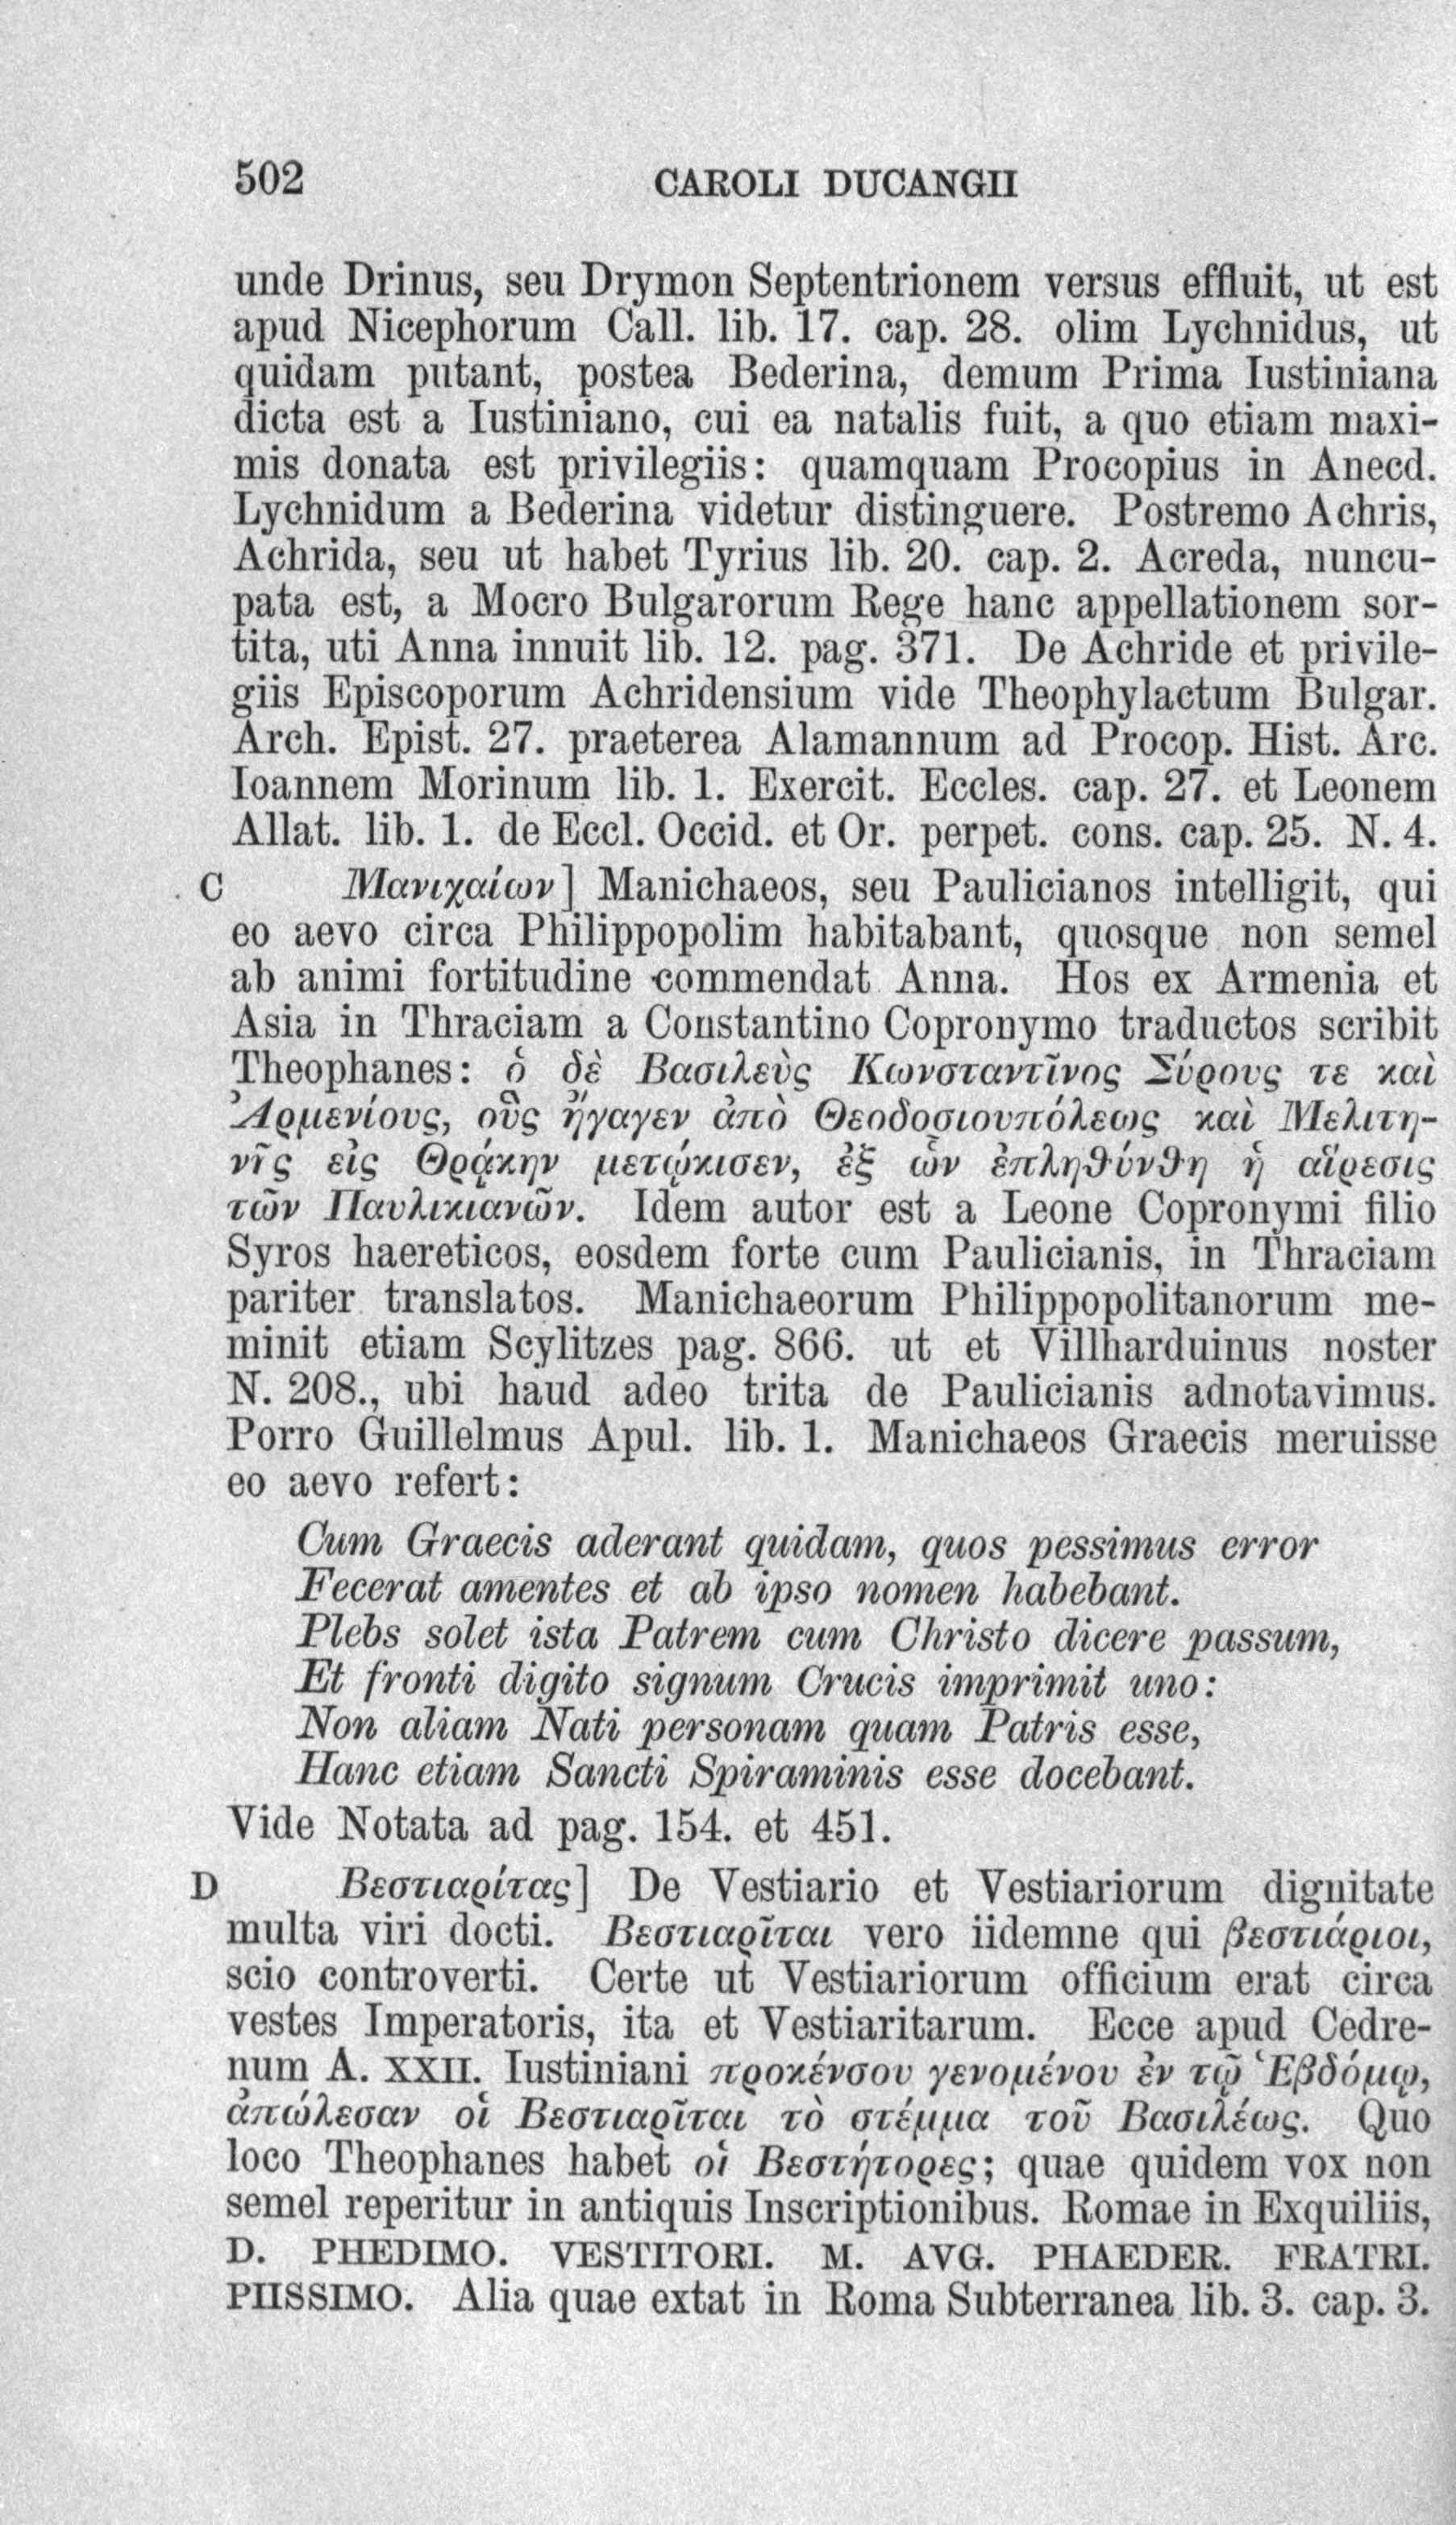 502 CAROLI DUCANGII
unde Drinus, seu Drymon Septentrionem versus effluit, ut est
apud Nicephorum Call. lib. 17. cap. 28. olim Lychnidus, ut
quidam putant, postea Bederina, demum Prima Iustiniana
dicta est a Iustiniano, cui ea natalis fuit, a quo etiam maxi-
mis donata est privilegiis: quamquam Procopius in Anecd.
Lychnidum a Bederina videtur distinguere. Postremo Achris,
Achrida, seu ut habet Tyrius lib. 20. cap. 2. Acreda, nuncu-
pata est, a Mocro Bulgarorum Rege hanc appellationem sor-
tita, uti Anna innuit lib. 12. pag. 371. De Achride et privile-
giis Episcoporum Achridensium vide Theophylactum Bulgar.
Arch. Epist. 27. praeterea Alamannum ad Procop. Hist. Arc.
Ioannem Morinum lib. 1. Exercit. Eccles. cap. 27. et Leonem
Allat. lib. 1. de Eccl. Occid. et Or. perpet. cons. cap. 25. N. 4.
C Μανιχαίων] Manichaeos, seu Paulicianos intelligit, qui
eo aevo circa Philippopolim habitabant, quosque non semel
ab animi fortitudine commendat Anna. Hos ex Armenia et
Asia in Thraciam a Constantino Copronymo traductos scribit
Theophanes: ὁ δὲ Βασιλεὺς Κωνσταντῖνος Σύρους τε καὶ
Ἀρμενίους, οὓς ἤγαγεν ἀπὸ Θεοδοσιουπόλεως καὶ Μελιτη-
νῖς εἰς Θρᾴκην μετῴκισεν, ἐξ ὧν ἐπληθύνθη ἡ αἵρεσις
τῶν Παυλικιανῶν. Idem autor est a Leone Copronymi filio
Syros haereticos, eosdem forte cum Paulicianis, in Thraciam
pariter translatos. Manichaeorum Philippopolitanorum me-
minit etiam Scylitzes pag. 866. ut et Villharduinus noster
N. 208., ubi haud adeo trita de Paulicianis adnotavimus.
Porro Guillelmus Apul. lib. 1. Manichaeos Graecis meruisse
eo aevo refert:
Cum Graecis aderant quidam, quos pessimus error
Fecerat amentes et ab ipso nomen habebant.
Plebs solet ista Patrem cum Christo dicere passum,
Et fronti digito signum Crucis imprimit uno:
Non aliam Nati personam quam Patris esse,
Hanc etiam Sancti Spiraminis esse docebant.
Vide Notata ad pag. 154. et 451.
D Βεστιαρίτας] De Vestiario et Vestiariorum dignitate
multa viri docti. Βεστιαρῖται vero iidemne qui βεστιάριοι,
scio controverti. Certe ut Vestiariorum officium erat circa
vestes Imperatoris, ita et Vestiaritarum. Ecce apud Cedre-
num A. XXII. Iustiniani προκένσου γενομένου ἐν τῷ Ἑβδόμῳ,
ἀπώλεσαν οἱ Βεστιαρῖται τὸ στέμμα τοῦ Βασιλέως. Quo
loco Theophanes habet οἱ Βεστήτορες; quae quidem vox non
semel reperitur in antiquis Inscriptionibus. Romae in Exquiliis,
D. PHEDIMO. VESTITORI. M. AVG. PHAEDER. FRATRI.
PIISSIMO. Alia quae extat in Roma Subterranea lib. 3. cap. 3.